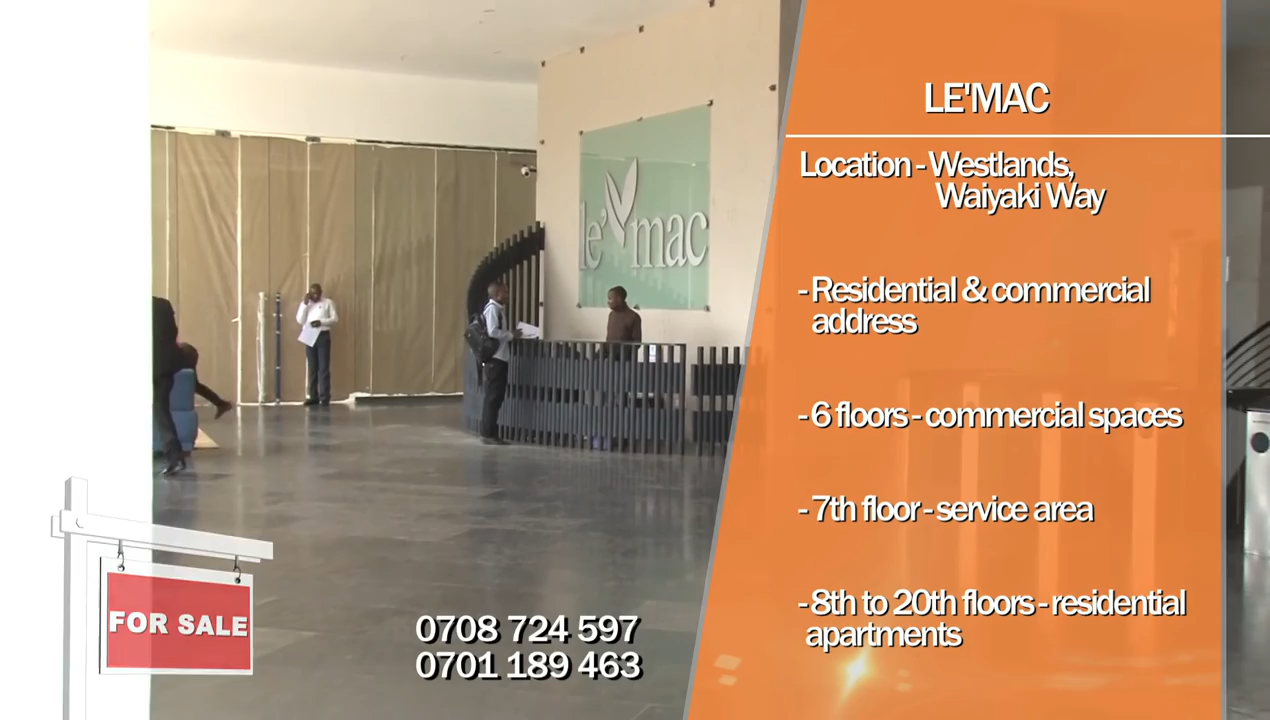 le' mac
FOR SALE
0708 724 597
0701 189 463
LE'MAC
Location - Westlands,
Waiyaki Way
- Residential & commercial
address
- 6 floors - commercial spaces
- 7th floor - service area
- 8th to 20th floors - residential
apartments